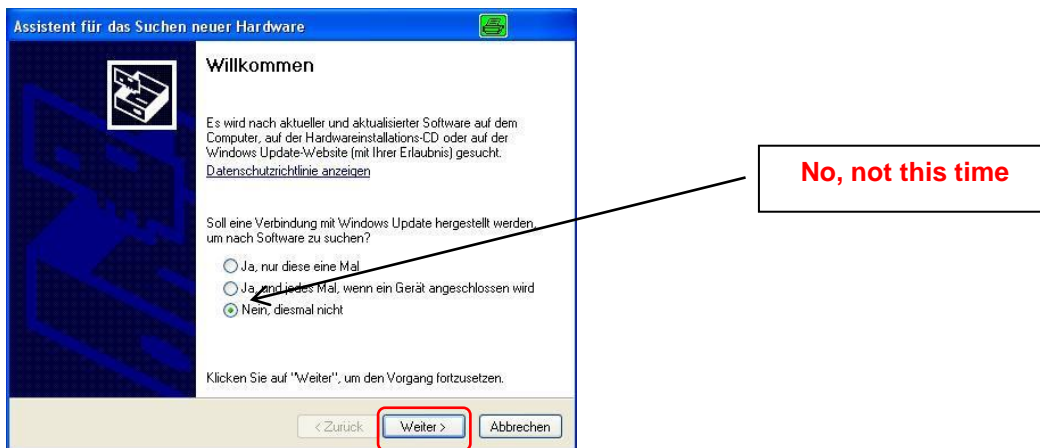 Assistent für das Suchen neuer Hardware
Willkommen
Es wird nach aktueller und aktualisierter Software auf dem
Computer, auf der Hardwareinstallations-CD oder auf der
Windows Update-Website (mit Ihrer Erlaubnis) gesucht.
Datenschutzrichtlinie anzeigen
No, not this time
Soll eine Verbindung mit Windows Update hergestellt werden,
um nach Software zu suchen?
Ja, nur diese eine Mal
Ja, und jedes Mal, wenn ein Gerät angeschlossen wird
Nein, diesmal nicht
Klicken Sie auf "Weiter", um den Vorgang fortzusetzen.
< Zurück Weiter > Abbrechen